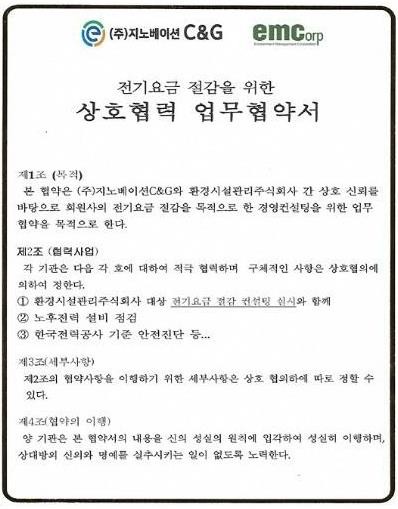 (주)지노베이션 C&G
emcorp
Environment Management Corporation
전기요금 절감을 위한
상호협력 업무협약서
제1조 (목적)
본 협약은 (주)지노베이션C&G와 환경시설관리주식회사 간 상호 신뢰를
바탕으로 회원사의 전기요금 절감을 목적으로 한 경영컨설팅을 위한 업무
협약을 목적으로 한다.
제2조 (협력사업)
각 기관은 다음 각 호에 대하여 적극 협력하며 구체적인 사항은 상호협의에
의하여 정한다.
① 환경시설관리주식회사 대상 전기요금 절감 컨설팅 실시와 함께
② 노후전력 설비 점검
③ 한국전력공사 기준 안전진단 등...
제3조(세부사항)
제2조의 협약사항을 이행하기 위한 세부사항은 상호 협의하에 따로 정할 수
있다.
제4조(협약의 이행)
양 기관은 본 협약서의 내용을 신의 성실의 원칙에 입각하여 성실히 이행하며,
상대방의 신의와 명예를 실추시키는 일이 없도록 노력한다.